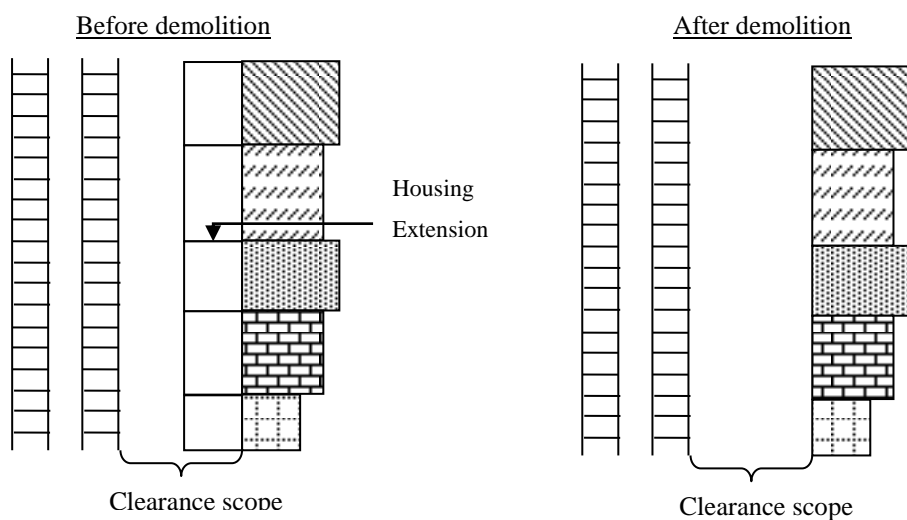 Before demolition
After demolition
Housing
Extension
Clearance scope
Clearance scope